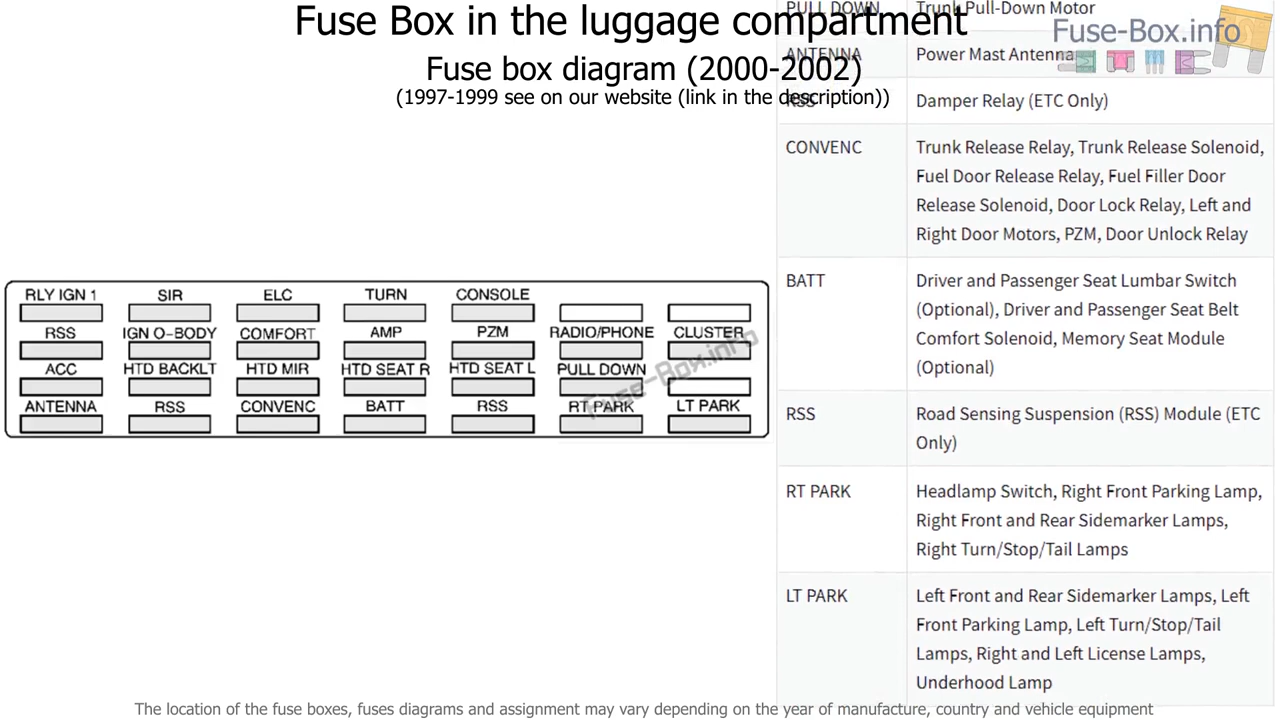 Fuse Box in the luggage compartment
Fuse box diagram (2000-2002)
(1997-1999 see on our website (link in the description))
Fuse-Box.info
RLY IGN 1 SIR ELC TURN CONSOLE
RSS IGN O-BODY COMFORT AMP PZM RADIO/PHONE CLUSTER
ACC HTD BACKLT HTD MIR HTD SEAT R HTD SEAT L PULL DOWN
ANTENNA RSS CONVENC BATT RSS RT PARK LT PARK
Fuse-Box.info
PULL DOWN Trunk Pull-Down Motor
ANTENNA Power Mast Antenna
RSS Damper Relay (ETC Only)
CONVENC Trunk Release Relay, Trunk Release Solenoid,
Fuel Door Release Relay, Fuel Filler Door
Release Solenoid, Door Lock Relay, Left and
Right Door Motors, PZM, Door Unlock Relay
BATT Driver and Passenger Seat Lumbar Switch
(Optional), Driver and Passenger Seat Belt
Comfort Solenoid, Memory Seat Module
(Optional)
RSS Road Sensing Suspension (RSS) Module (ETC
Only)
RT PARK Headlamp Switch, Right Front Parking Lamp,
Right Front and Rear Sidemarker Lamps,
Right Turn/Stop/Tail Lamps
LT PARK Left Front and Rear Sidemarker Lamps, Left
Front Parking Lamp, Left Turn/Stop/Tail
Lamps, Right and Left License Lamps,
Underhood Lamp
The location of the fuse boxes, fuses diagrams and assignment may vary depending on the year of manufacture, country and vehicle equipment